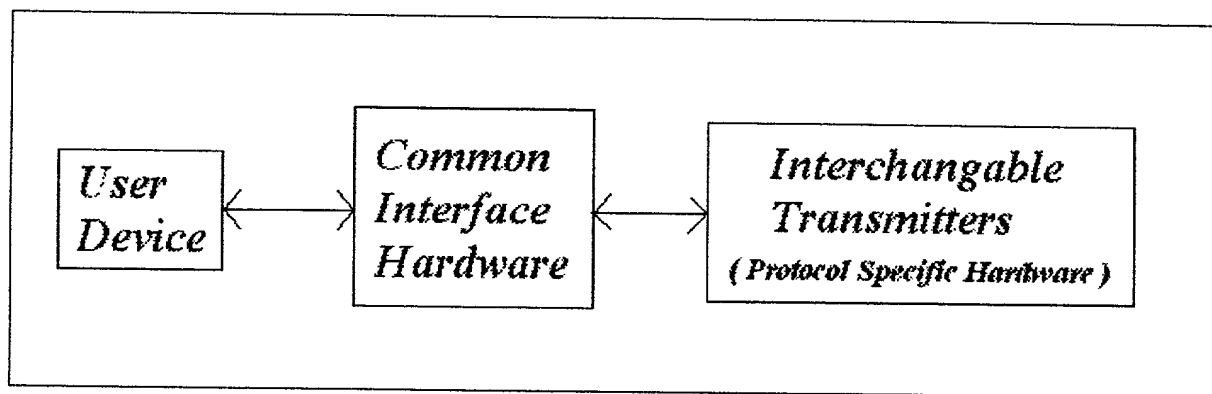 User
Device
Common
Interface
Hardware
Interchangable
Transmitters
( Protocol Specific Hardware )